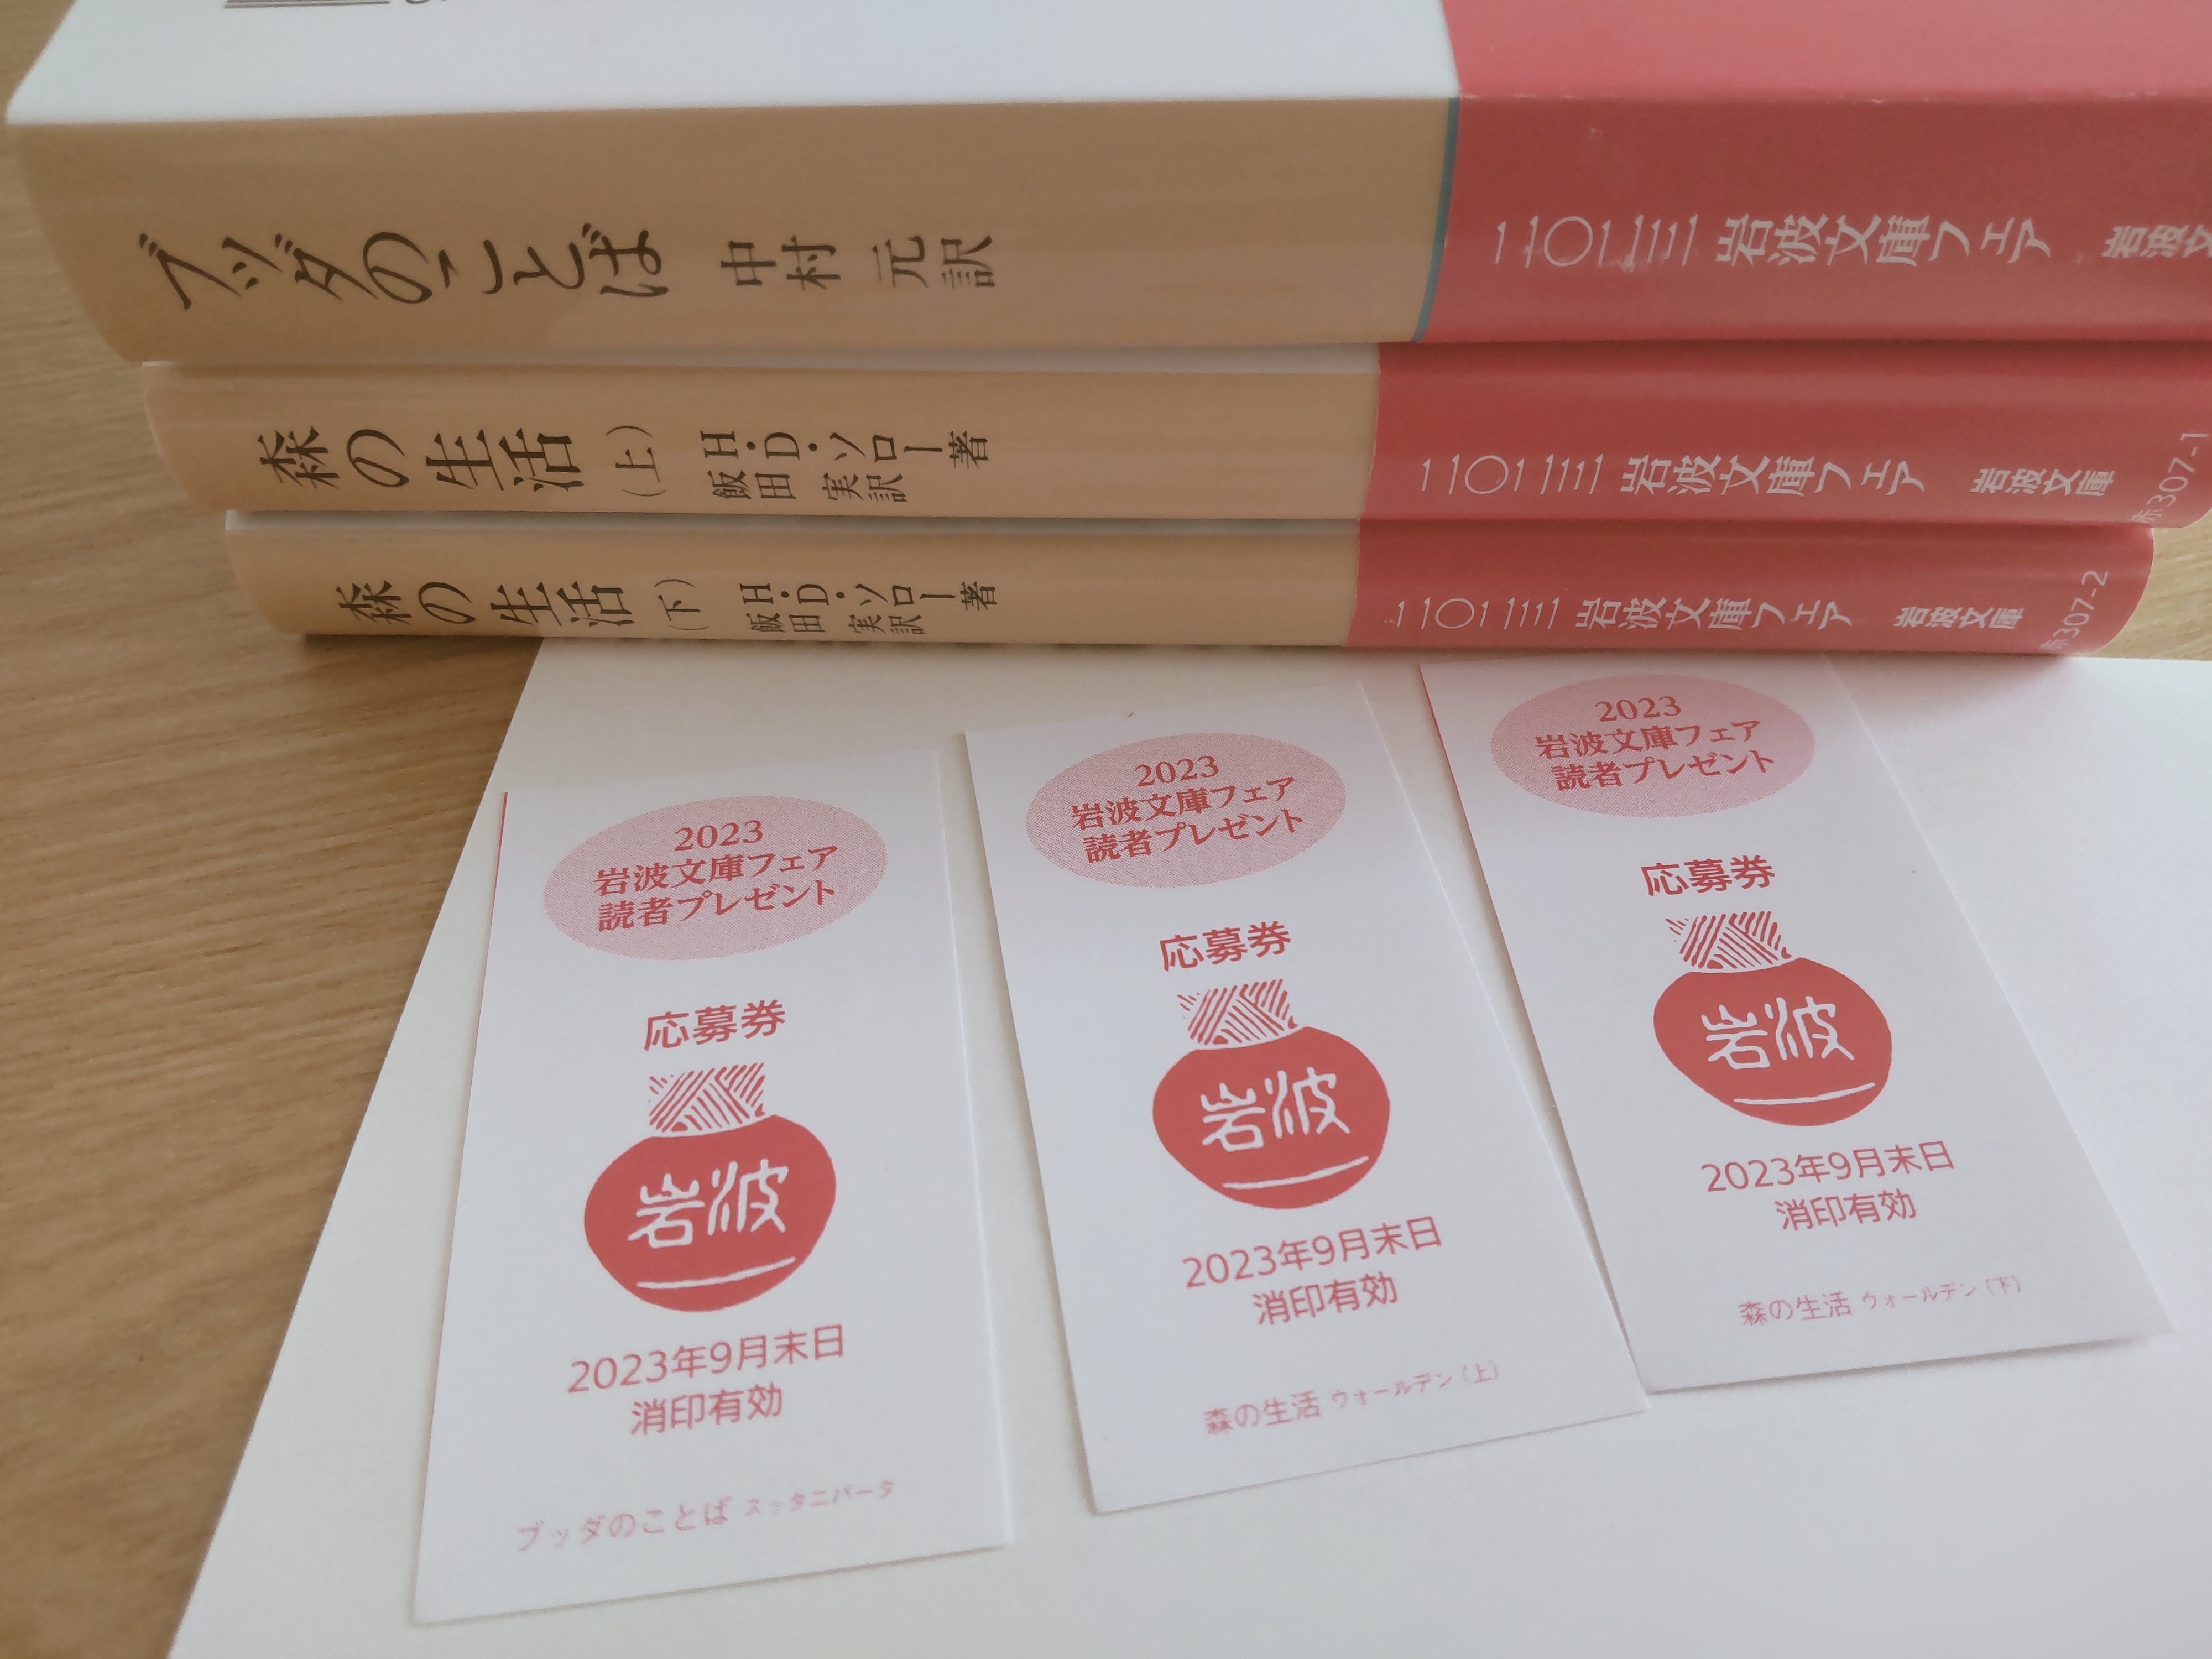 ブッダのことば 中村 元訳
二〇二三 岩波文庫フェア 岩波文
森の生活(上) H・D・ソロー著
飯田 実訳
二〇二三 岩波文庫フェア 岩波文庫
赤307-1
森の生活(下) H・D・ソロー著
飯田 実訳
二〇二三 岩波文庫フェア 岩波文庫
赤307-2
2023
岩波文庫フェア
読者プレゼント
応募券
岩波
2023年9月末日
消印有効
ブッダのことば スッタニパータ
2023
岩波文庫フェア
読者プレゼント
応募券
岩波
2023年9月末日
消印有効
森の生活 ウォールデン(上)
2023
岩波文庫フェア
読者プレゼント
応募券
岩波
2023年9月末日
消印有効
森の生活 ウォールデン(下)